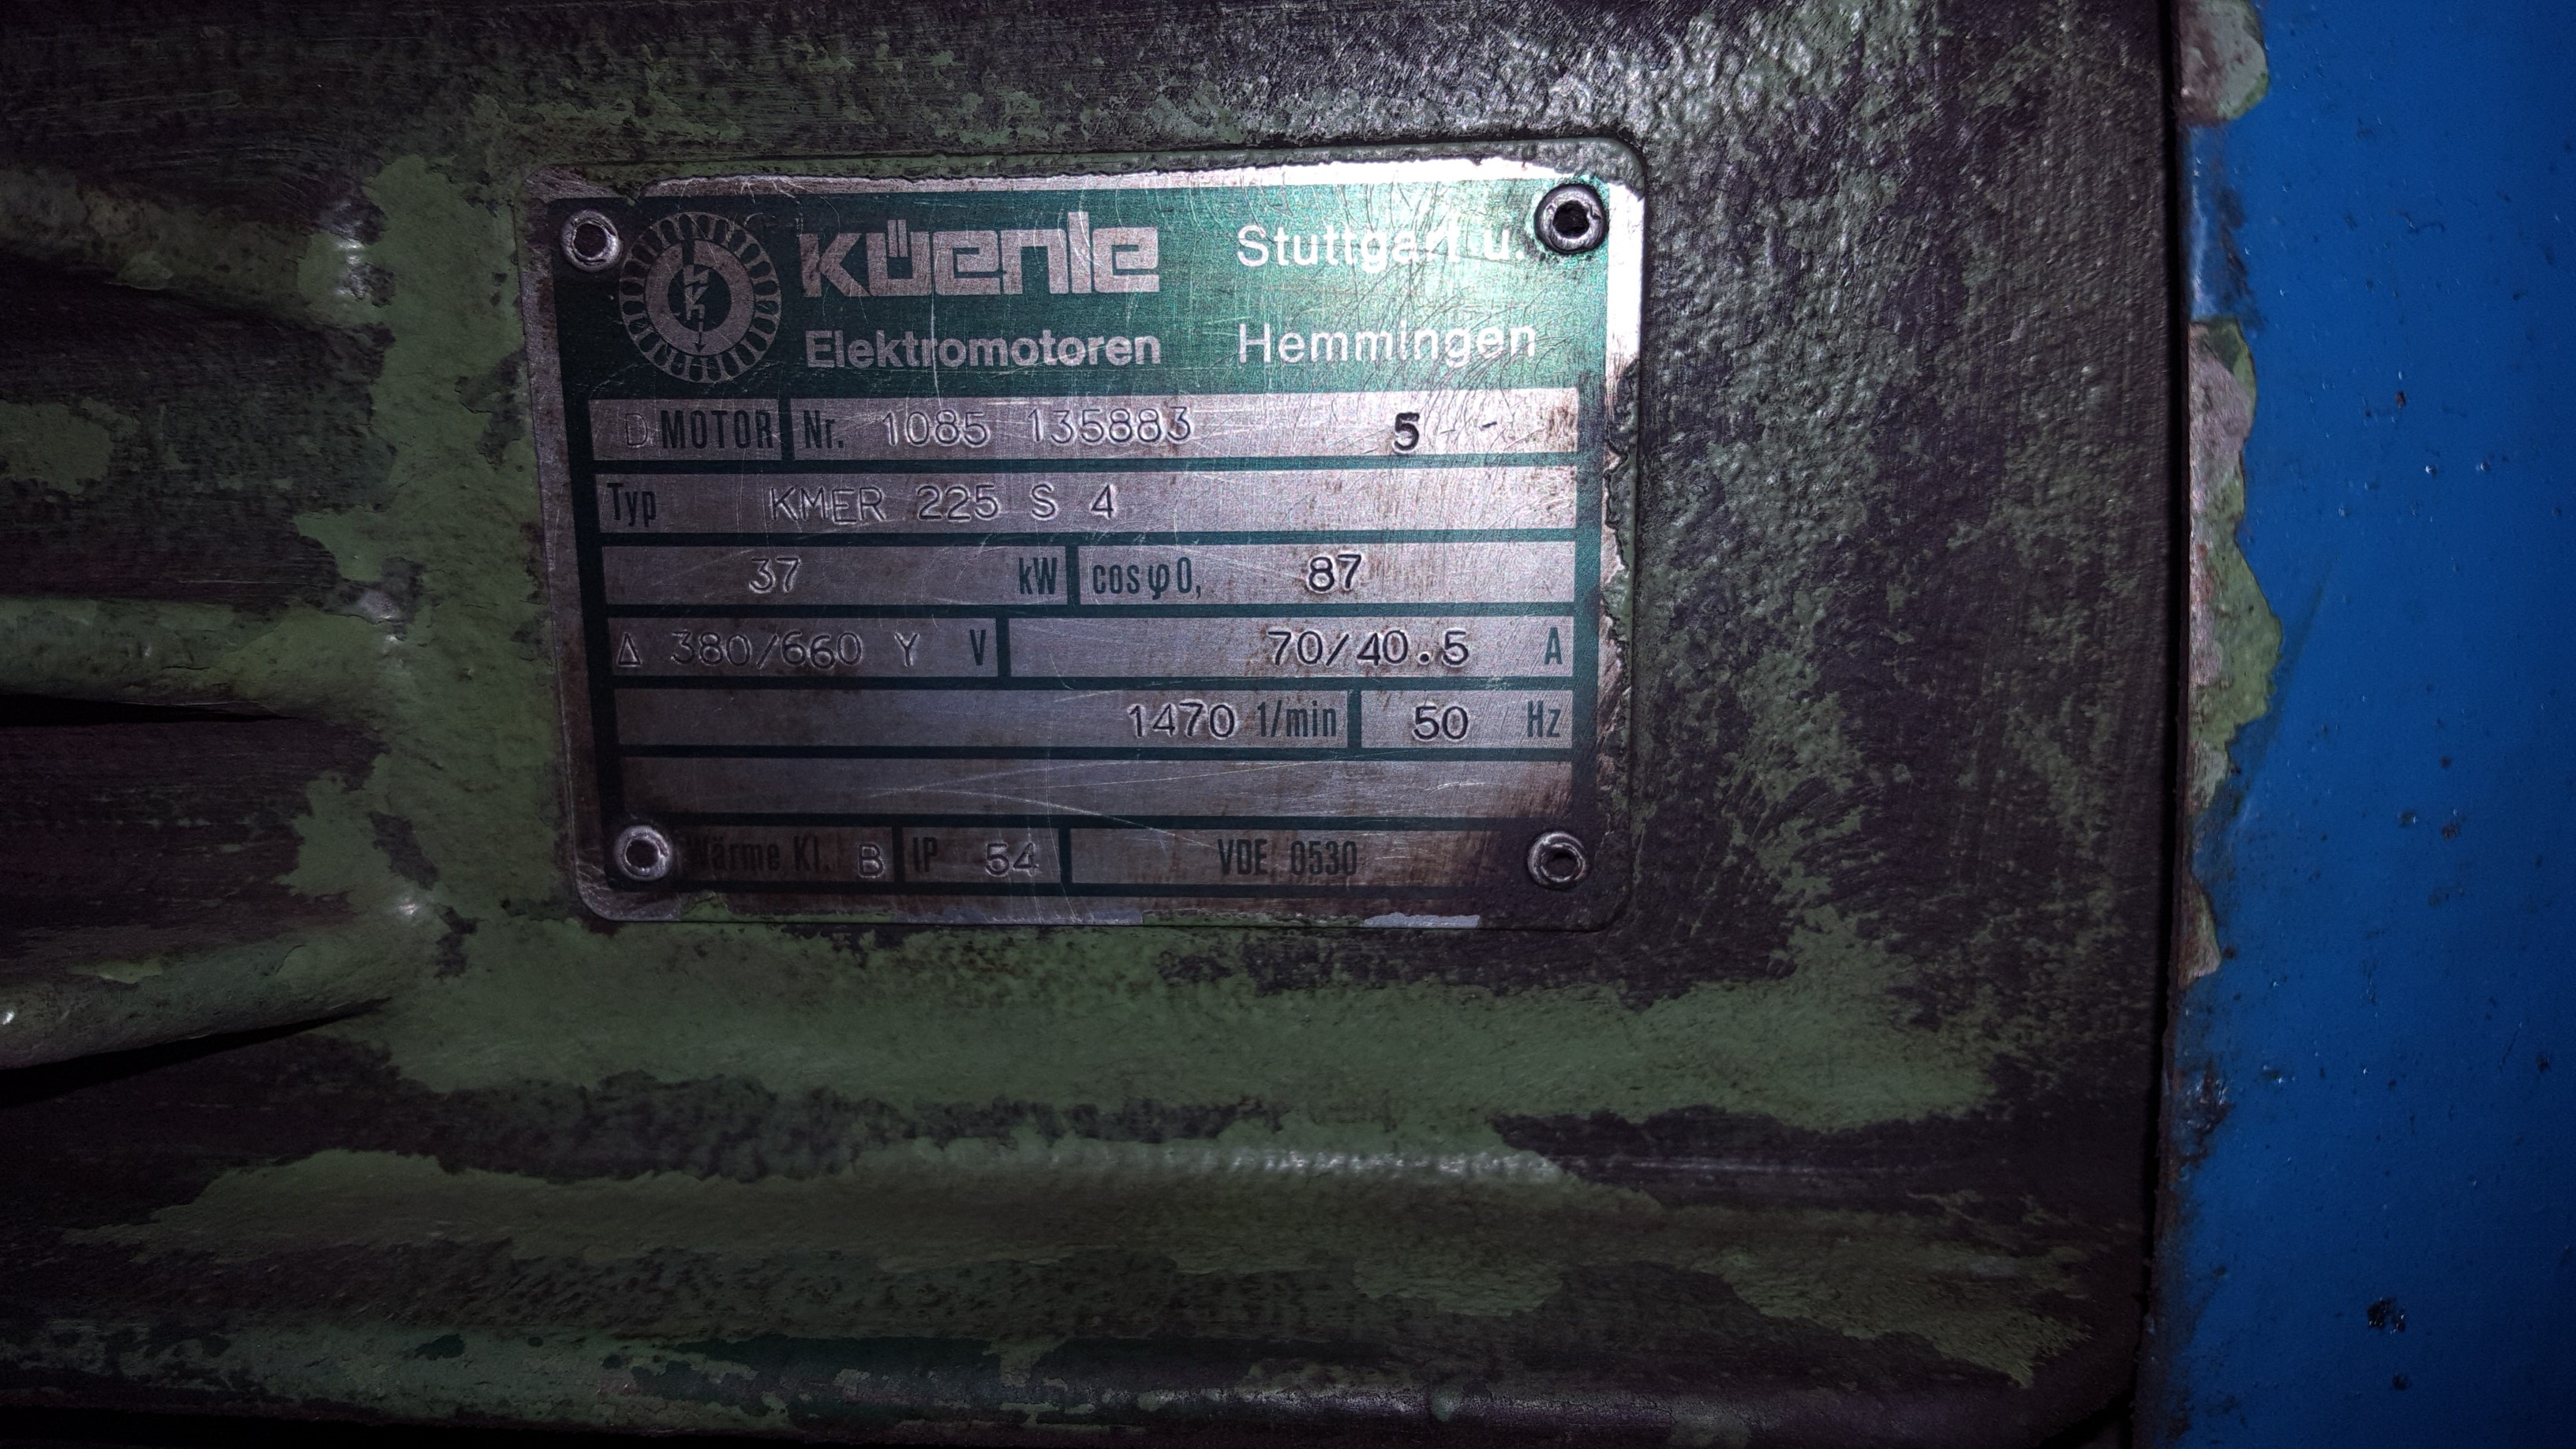 Küenle Stuttgart u.
Elektromotoren Hemmingen
D MOTOR Nr. 1085 135883 5 -
Typ KMER 225 S 4
37 kW cos φ 0, 87
Δ 380/660 Y V 70/40.5 A
1470 1/min 50 Hz
Wärme Kl. B IP 54 VDE 0530